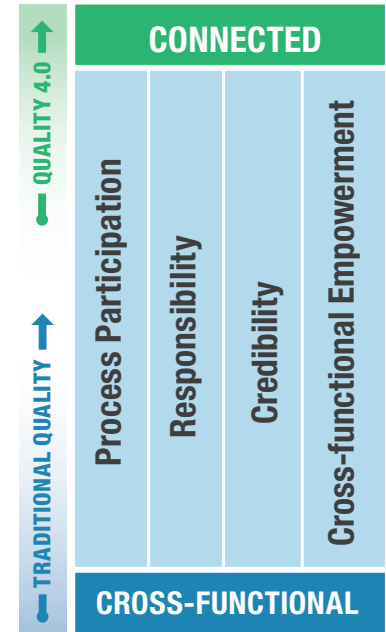 QUALITY 4.0
TRADITIONAL QUALITY
CONNECTED
Process Participation
Responsibility
Credibility
Cross-functional Empowerment
CROSS-FUNCTIONAL